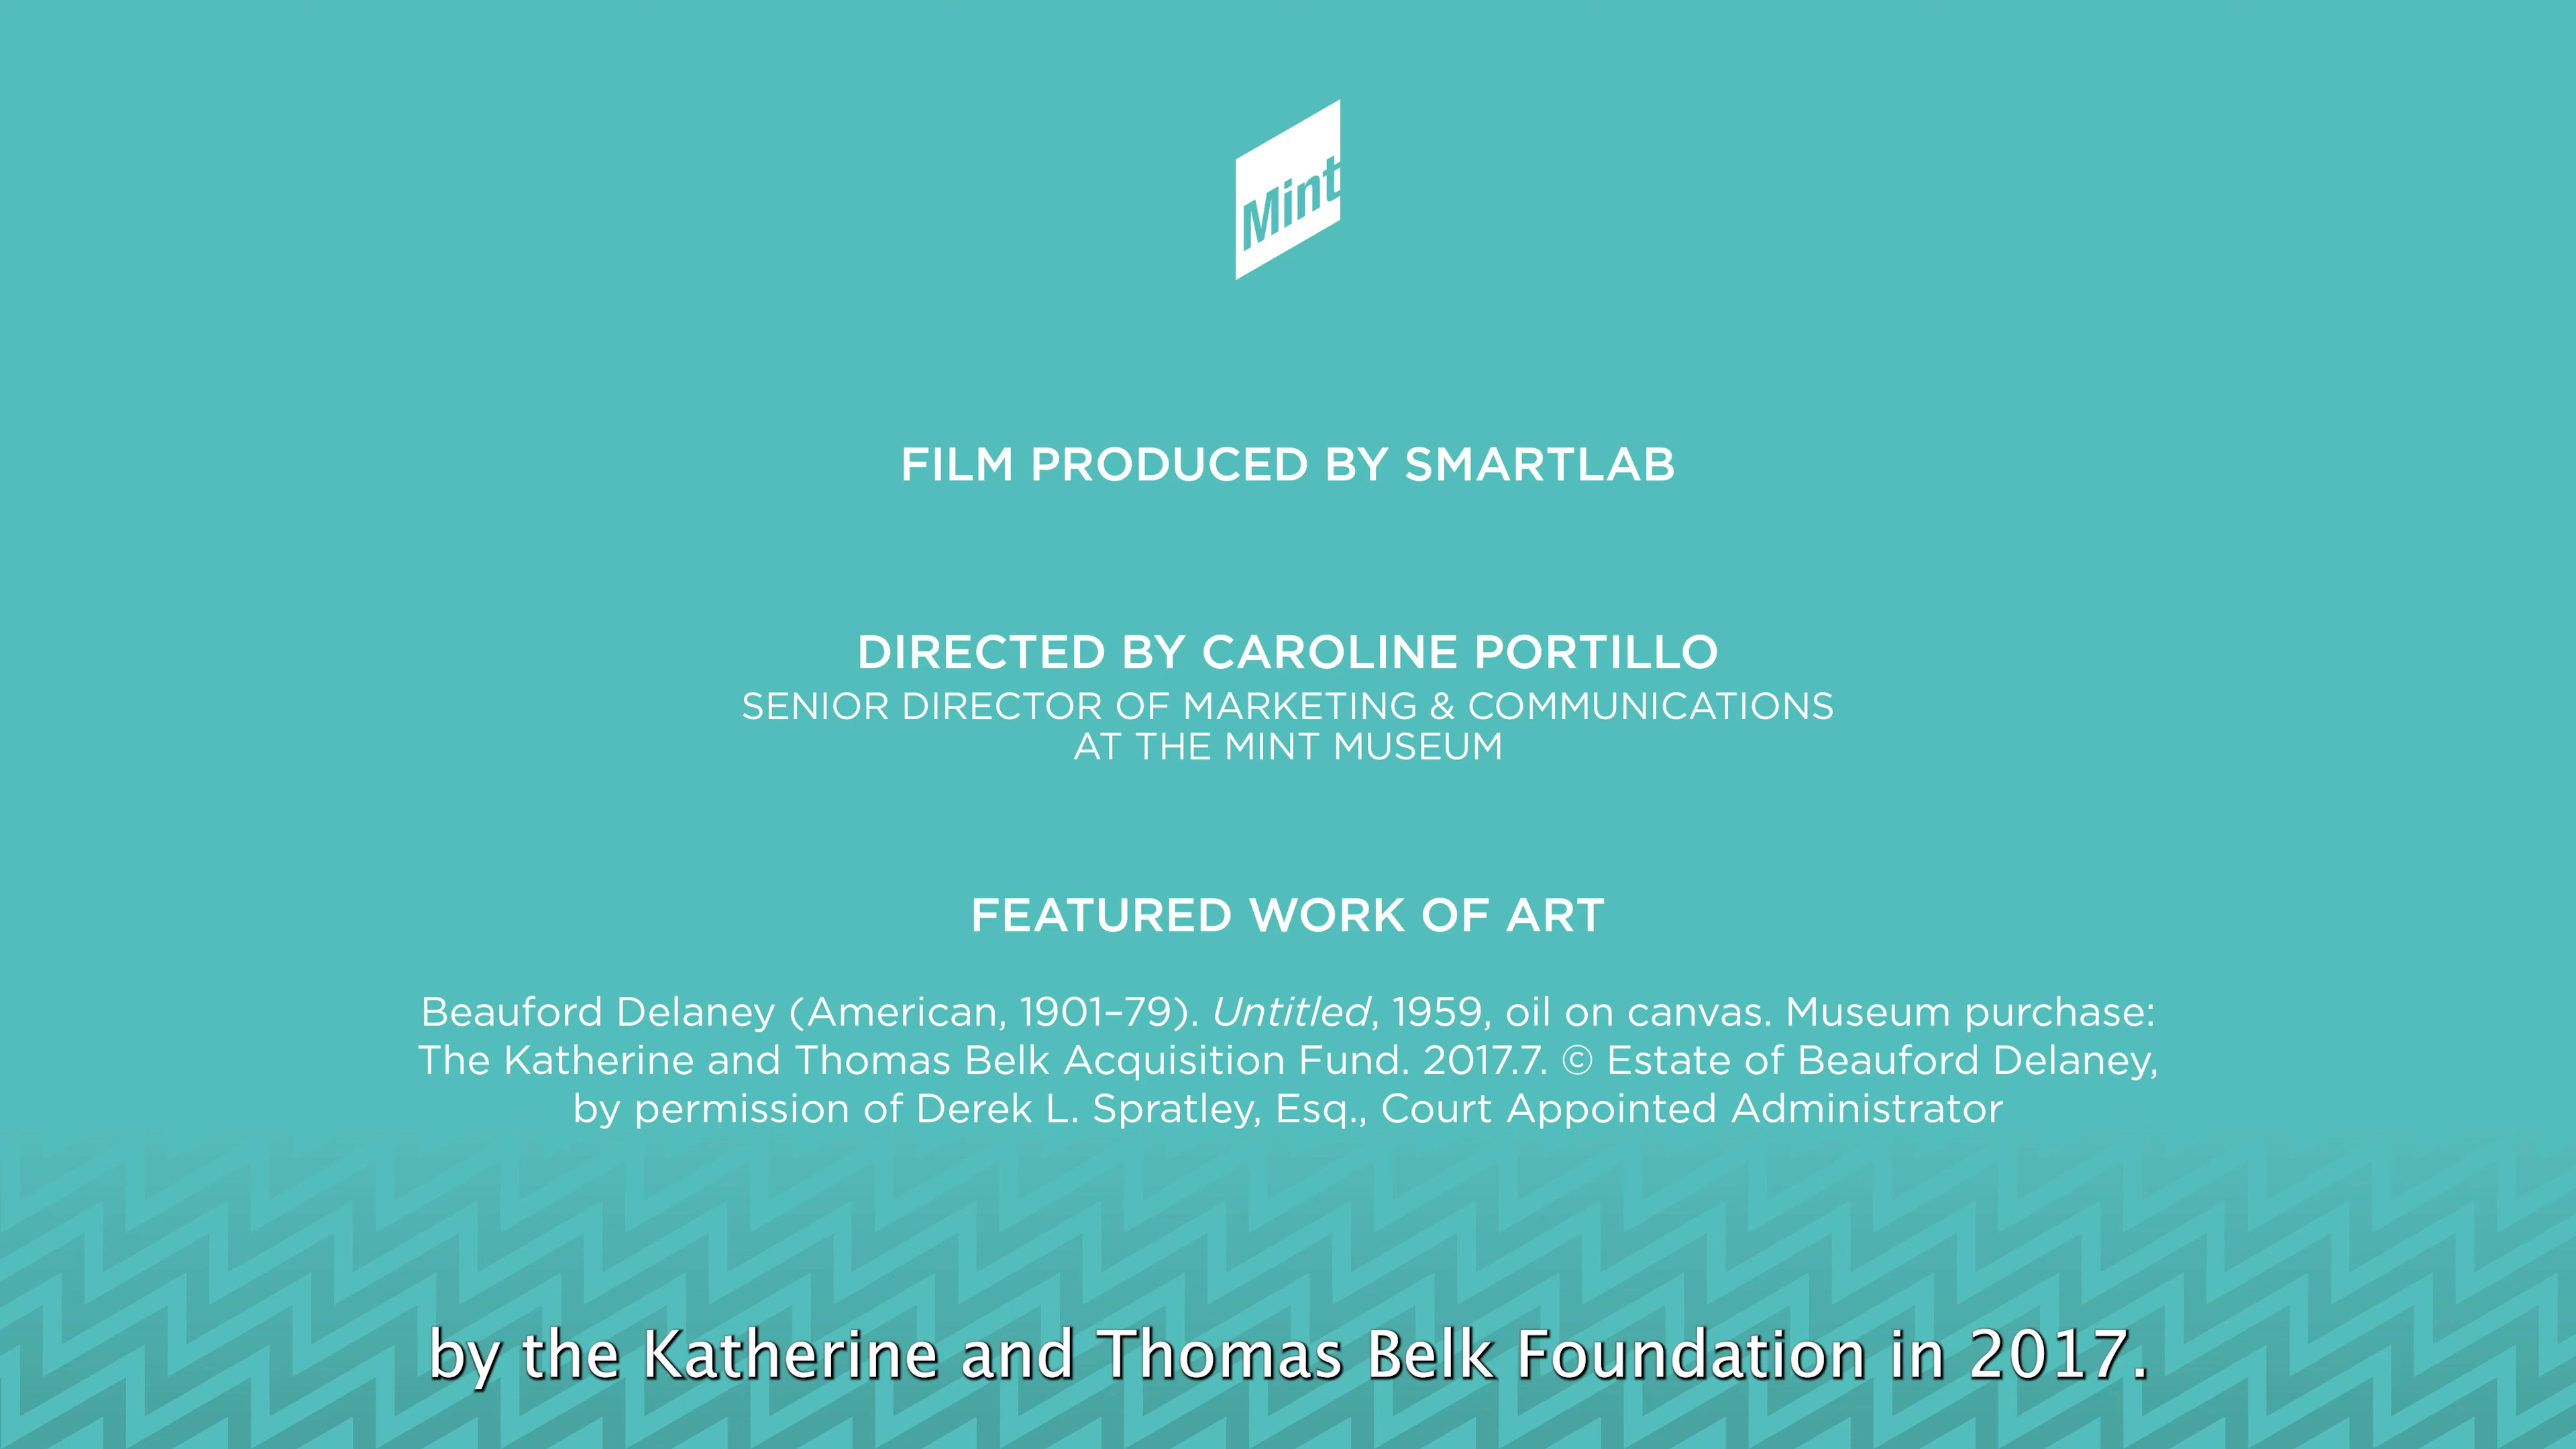 Mint
FILM PRODUCED BY SMARTLAB
DIRECTED BY CAROLINE PORTILLO
SENIOR DIRECTOR OF MARKETING & COMMUNICATIONS
AT THE MINT MUSEUM
FEATURED WORK OF ART
Beauford Delaney (American, 1901–79). Untitled, 1959, oil on canvas. Museum purchase:
The Katherine and Thomas Belk Acquisition Fund. 2017.7. © Estate of Beauford Delaney,
by permission of Derek L. Spratley, Esq., Court Appointed Administrator
by the Katherine and Thomas Belk Foundation in 2017.